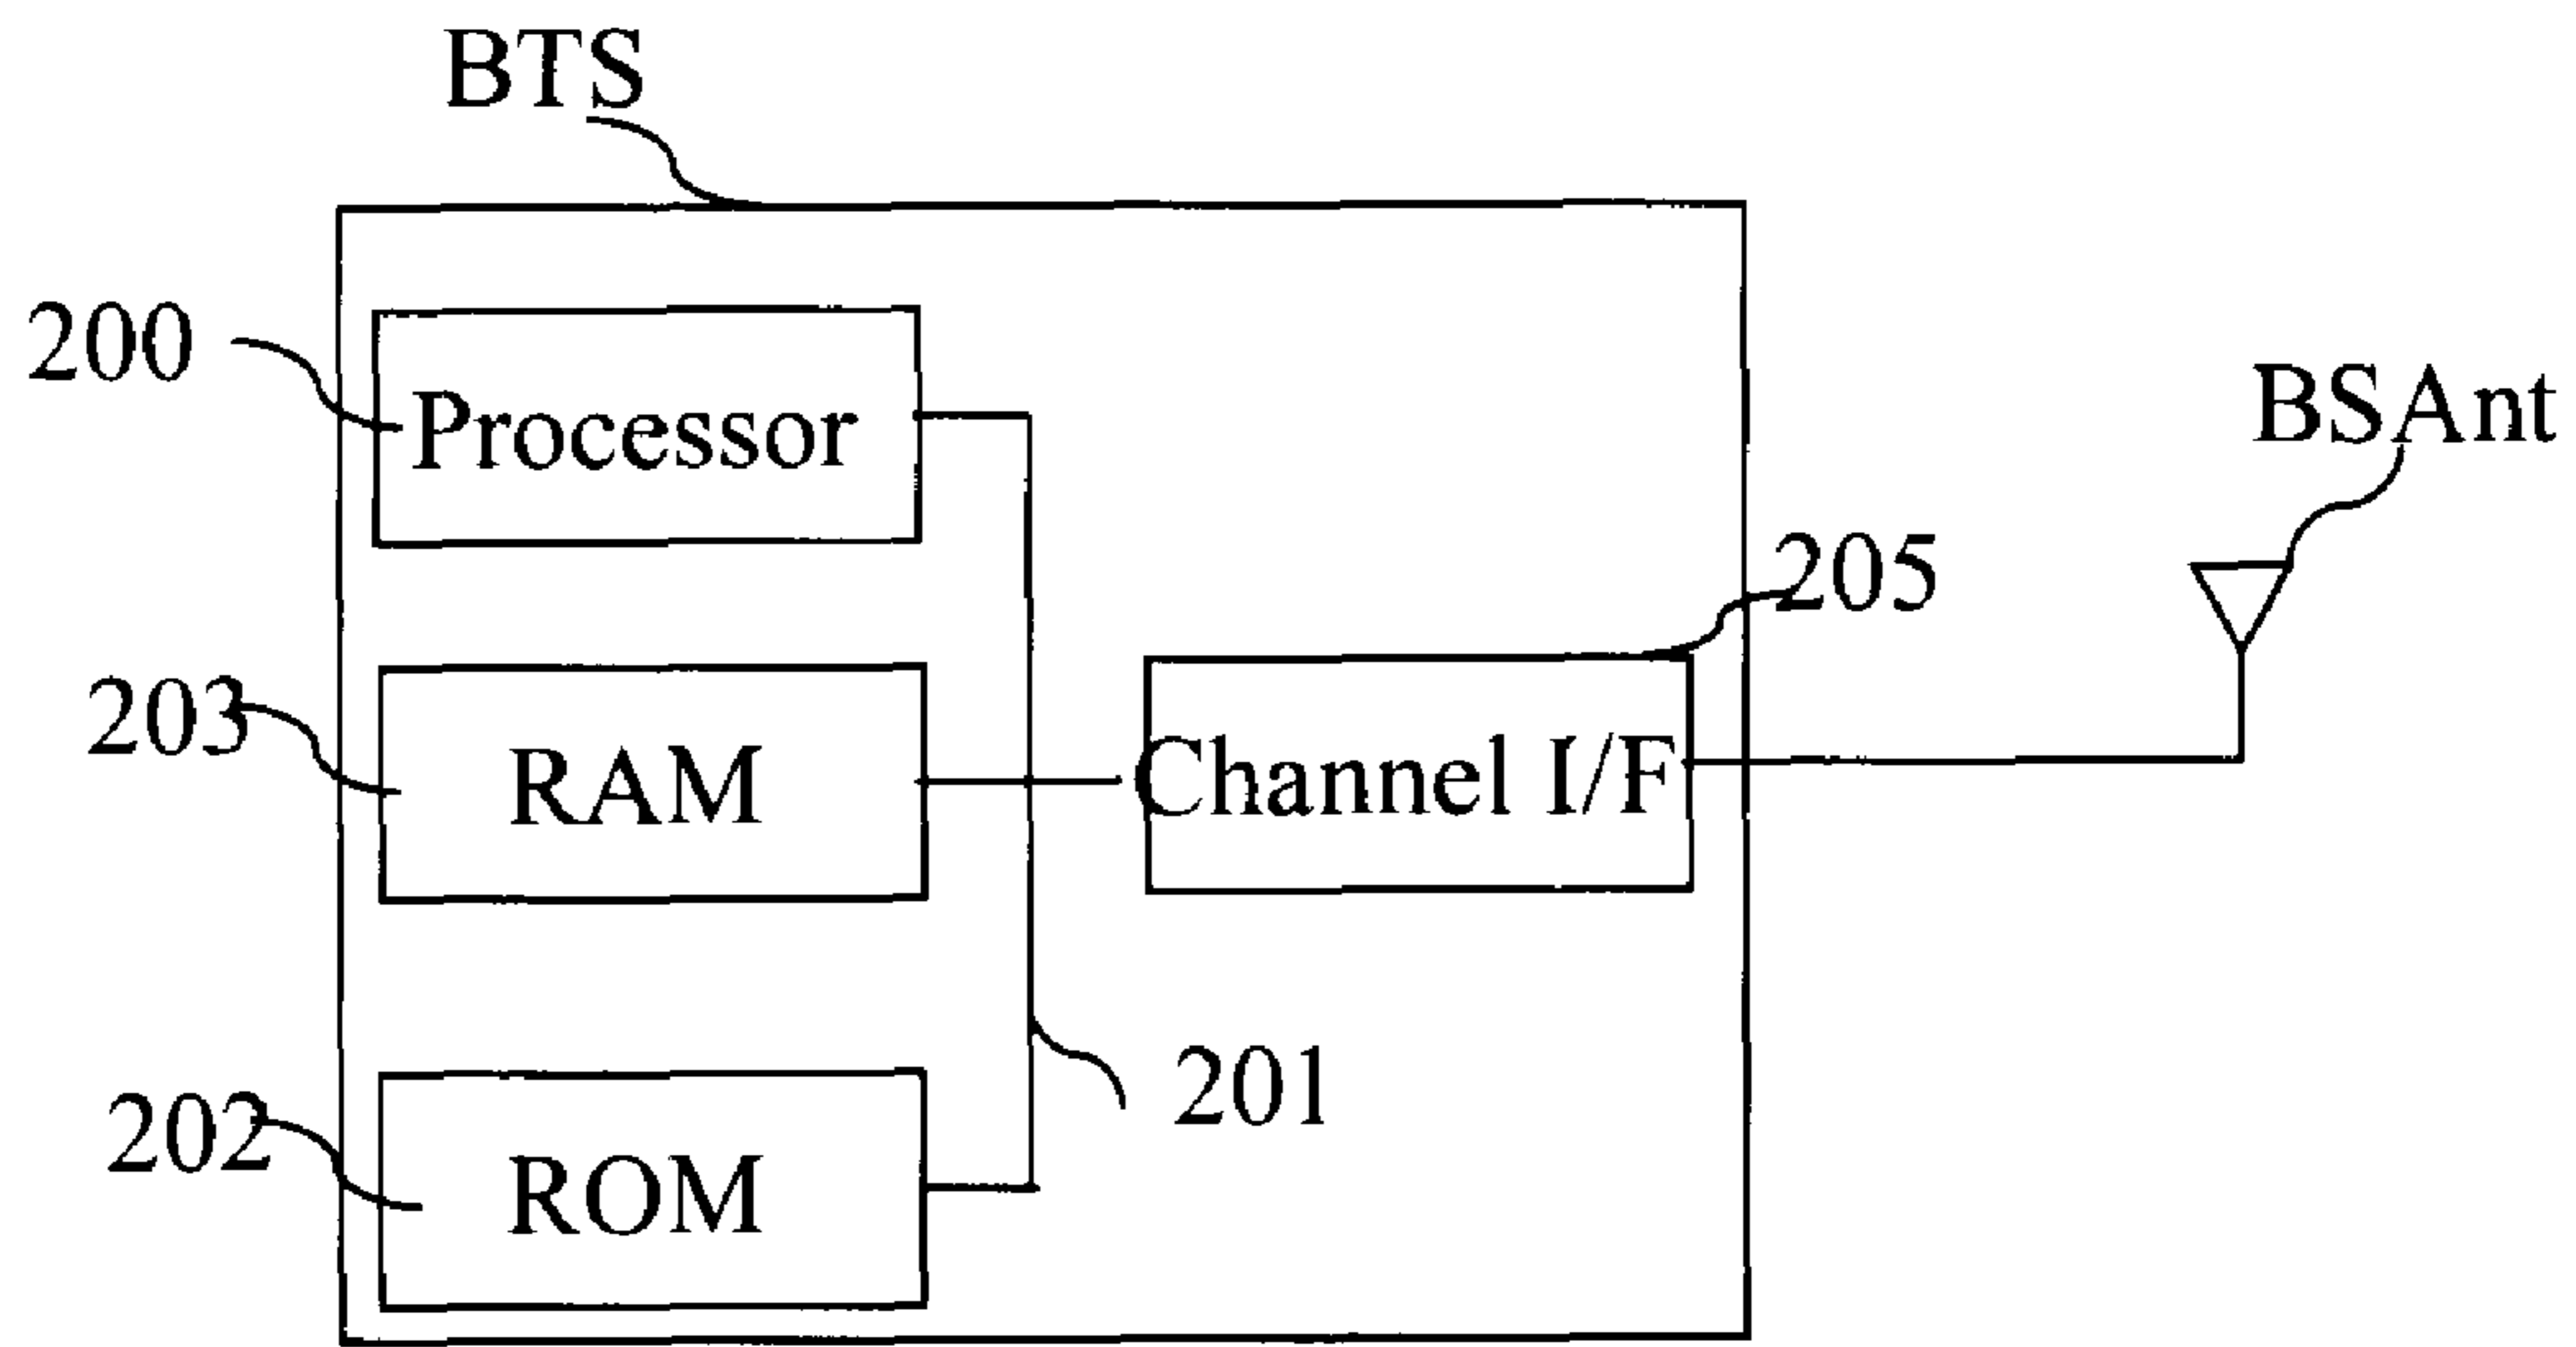 BTS
200
Processor
BSAnt
205
203
RAM
Channel I/F
201
202
ROM